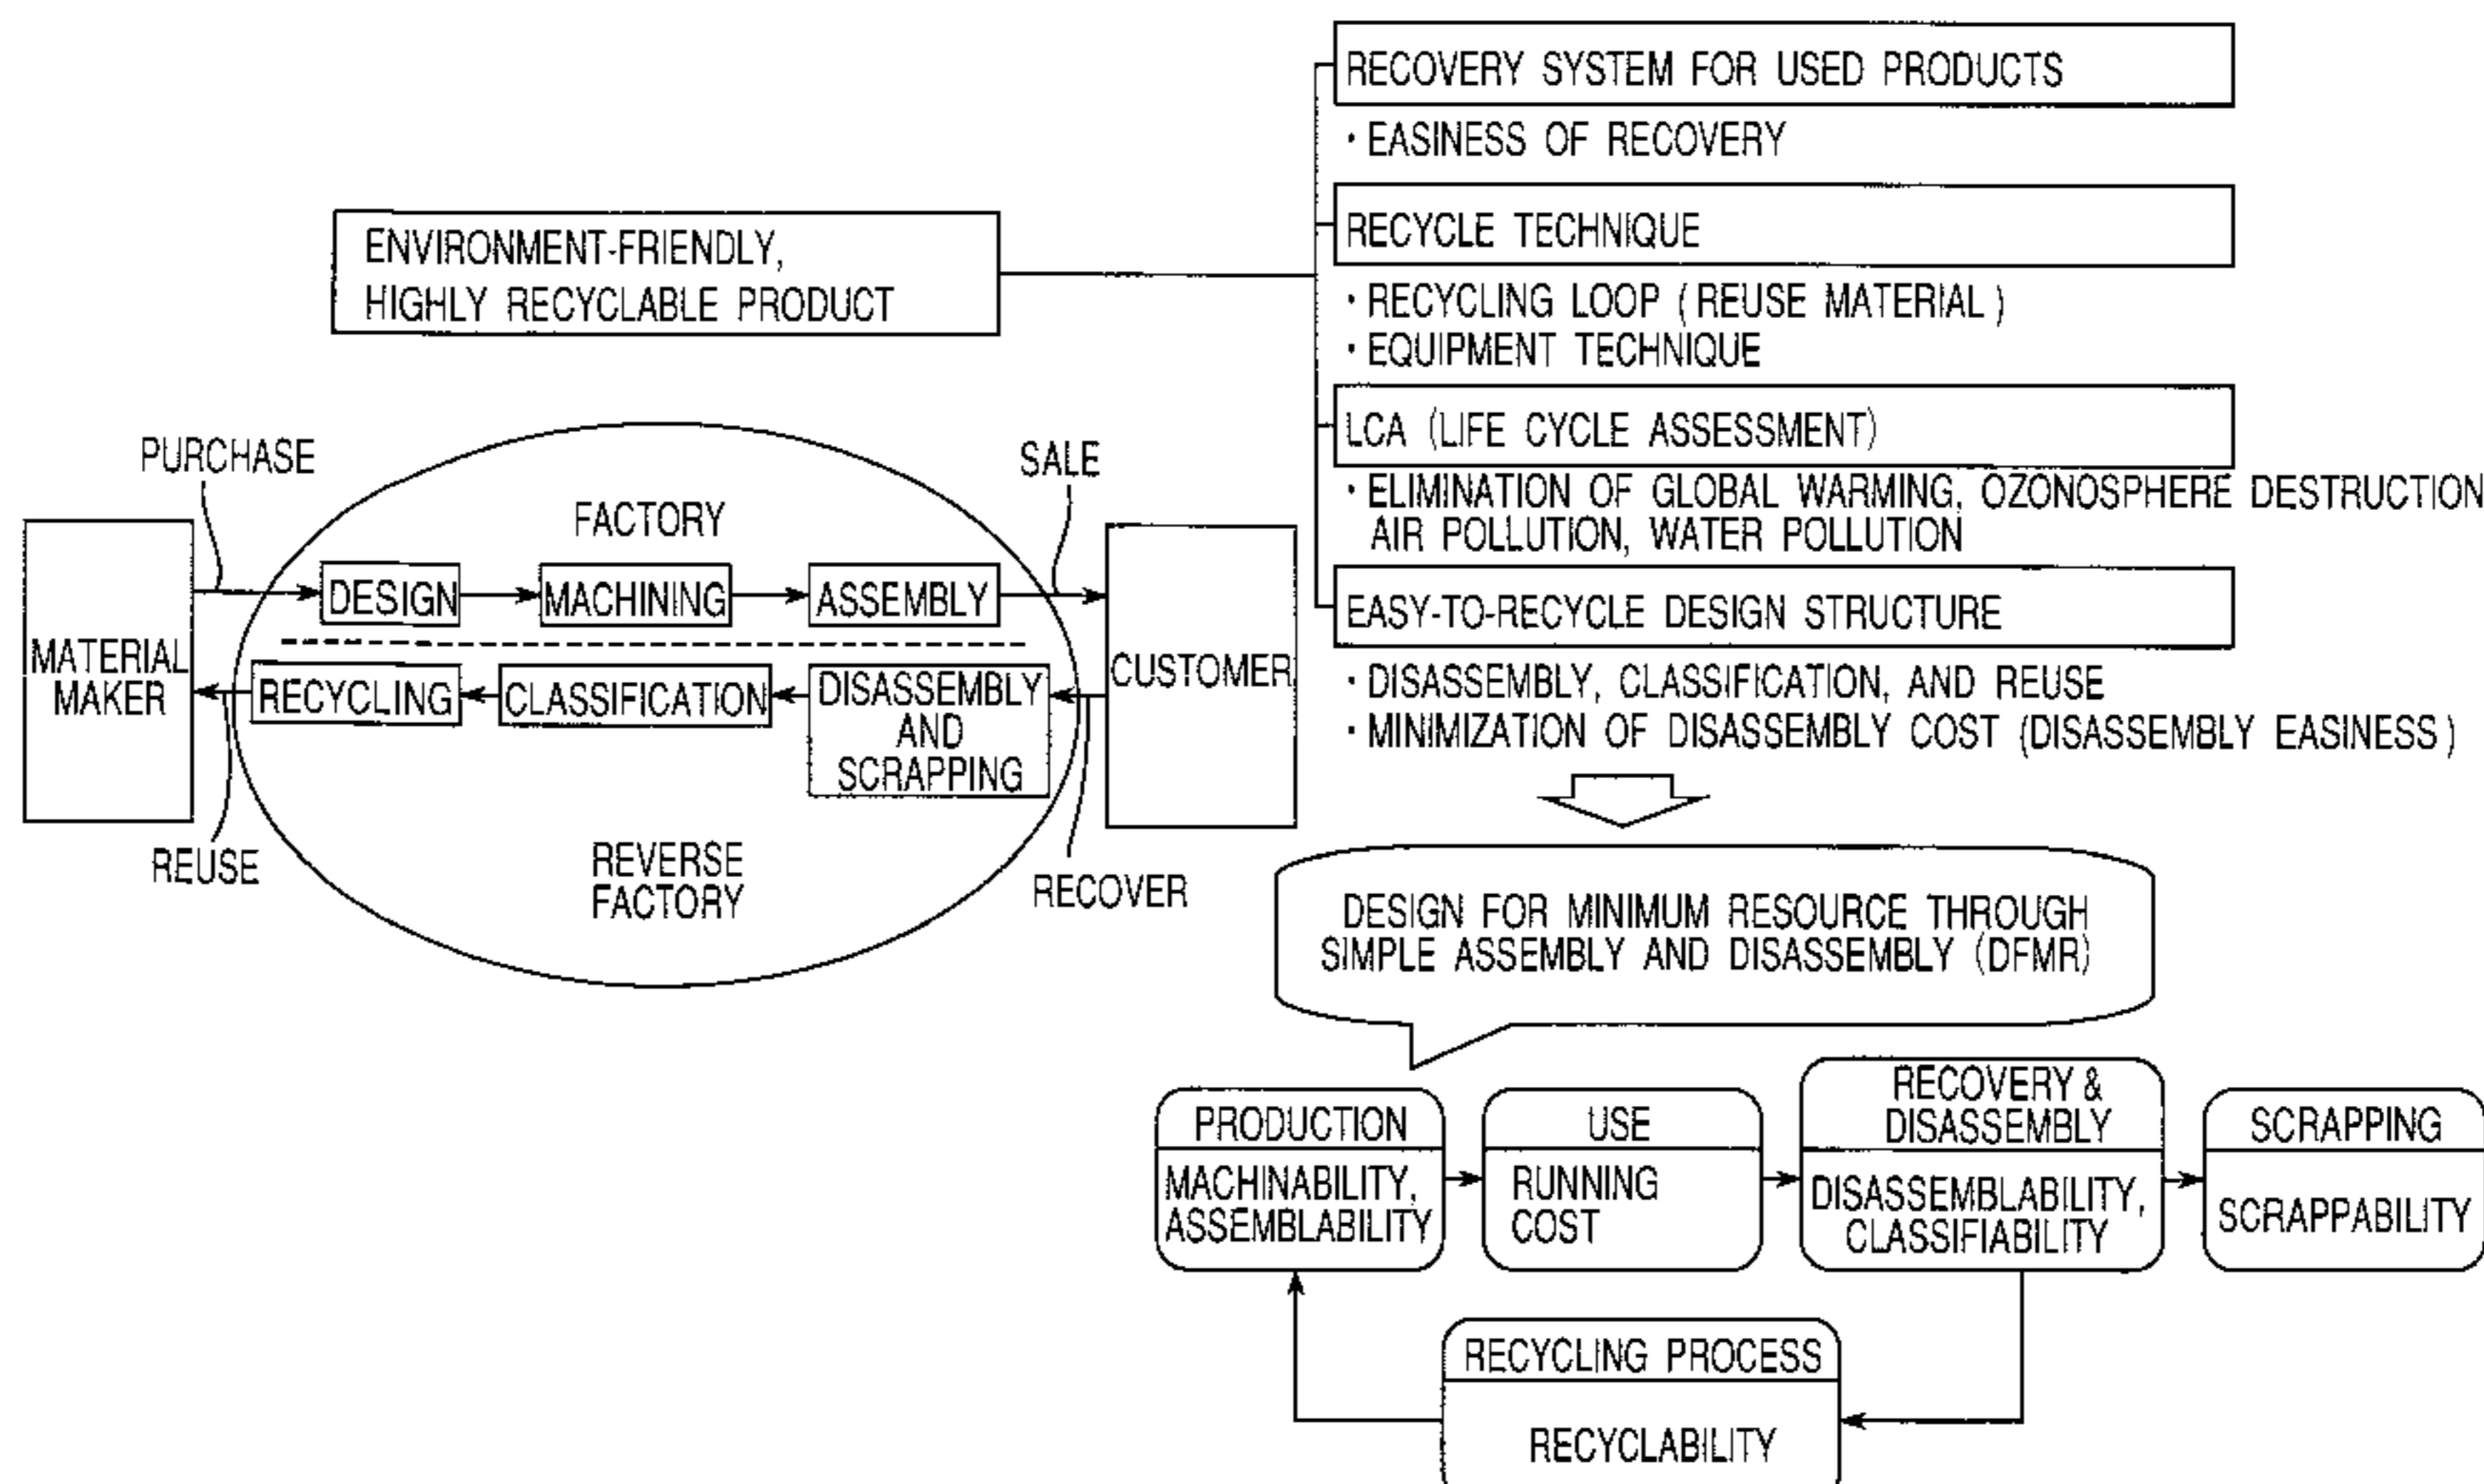 RECOVERY SYSTEM FOR USED PRODUCTS
・EASINESS OF RECOVERY
RECYCLE TECHNIQUE
・RECYCLING LOOP (REUSE MATERIAL)
・EQUIPMENT TECHNIQUE
LCA (LIFE CYCLE ASSESSMENT)
・ELIMINATION OF GLOBAL WARMING, OZONOSPHERE DESTRUCTION
AIR POLLUTION, WATER POLLUTION
EASY-TO-RECYCLE DESIGN STRUCTURE
・DISASSEMBLY, CLASSIFICATION, AND REUSE
・MINIMIZATION OF DISASSEMBLY COST (DISASSEMBLY EASINESS)
ENVIRONMENT-FRIENDLY,
HIGHLY RECYCLABLE PRODUCT
PURCHASE
SALE
FACTORY
DESIGN
MACHINING
ASSEMBLY
MATERIAL
MAKER
CUSTOMER
RECYCLING
CLASSIFICATION
DISASSEMBLY
AND
SCRAPPING
REUSE
REVERSE
FACTORY
RECOVER
DESIGN FOR MINIMUM RESOURCE THROUGH
SIMPLE ASSEMBLY AND DISASSEMBLY (DFMR)
PRODUCTION
MACHINABILITY,
ASSEMBLABILITY
USE
RUNNING
COST
RECOVERY &
DISASSEMBLY
DISASSEMBLABILITY,
CLASSIFIABILITY
SCRAPPING
SCRAPPABILITY
RECYCLING PROCESS
RECYCLABILITY